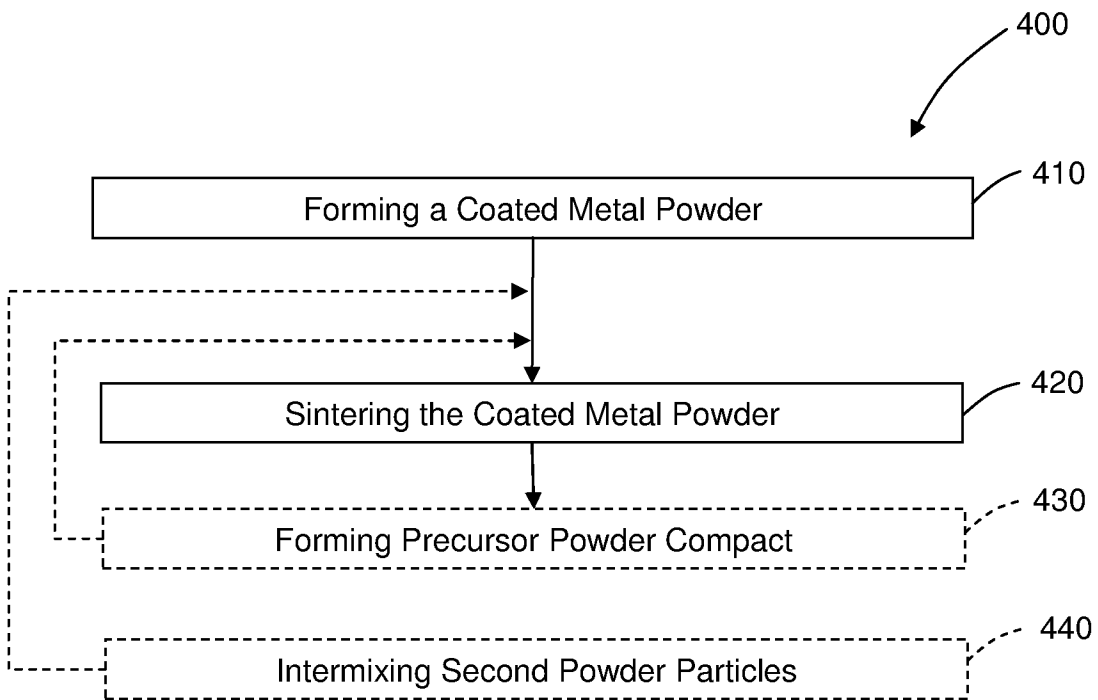 400
410
Forming a Coated Metal Powder
420
Sintering the Coated Metal Powder
430
Forming Precursor Powder Compact
440
Intermixing Second Powder Particles